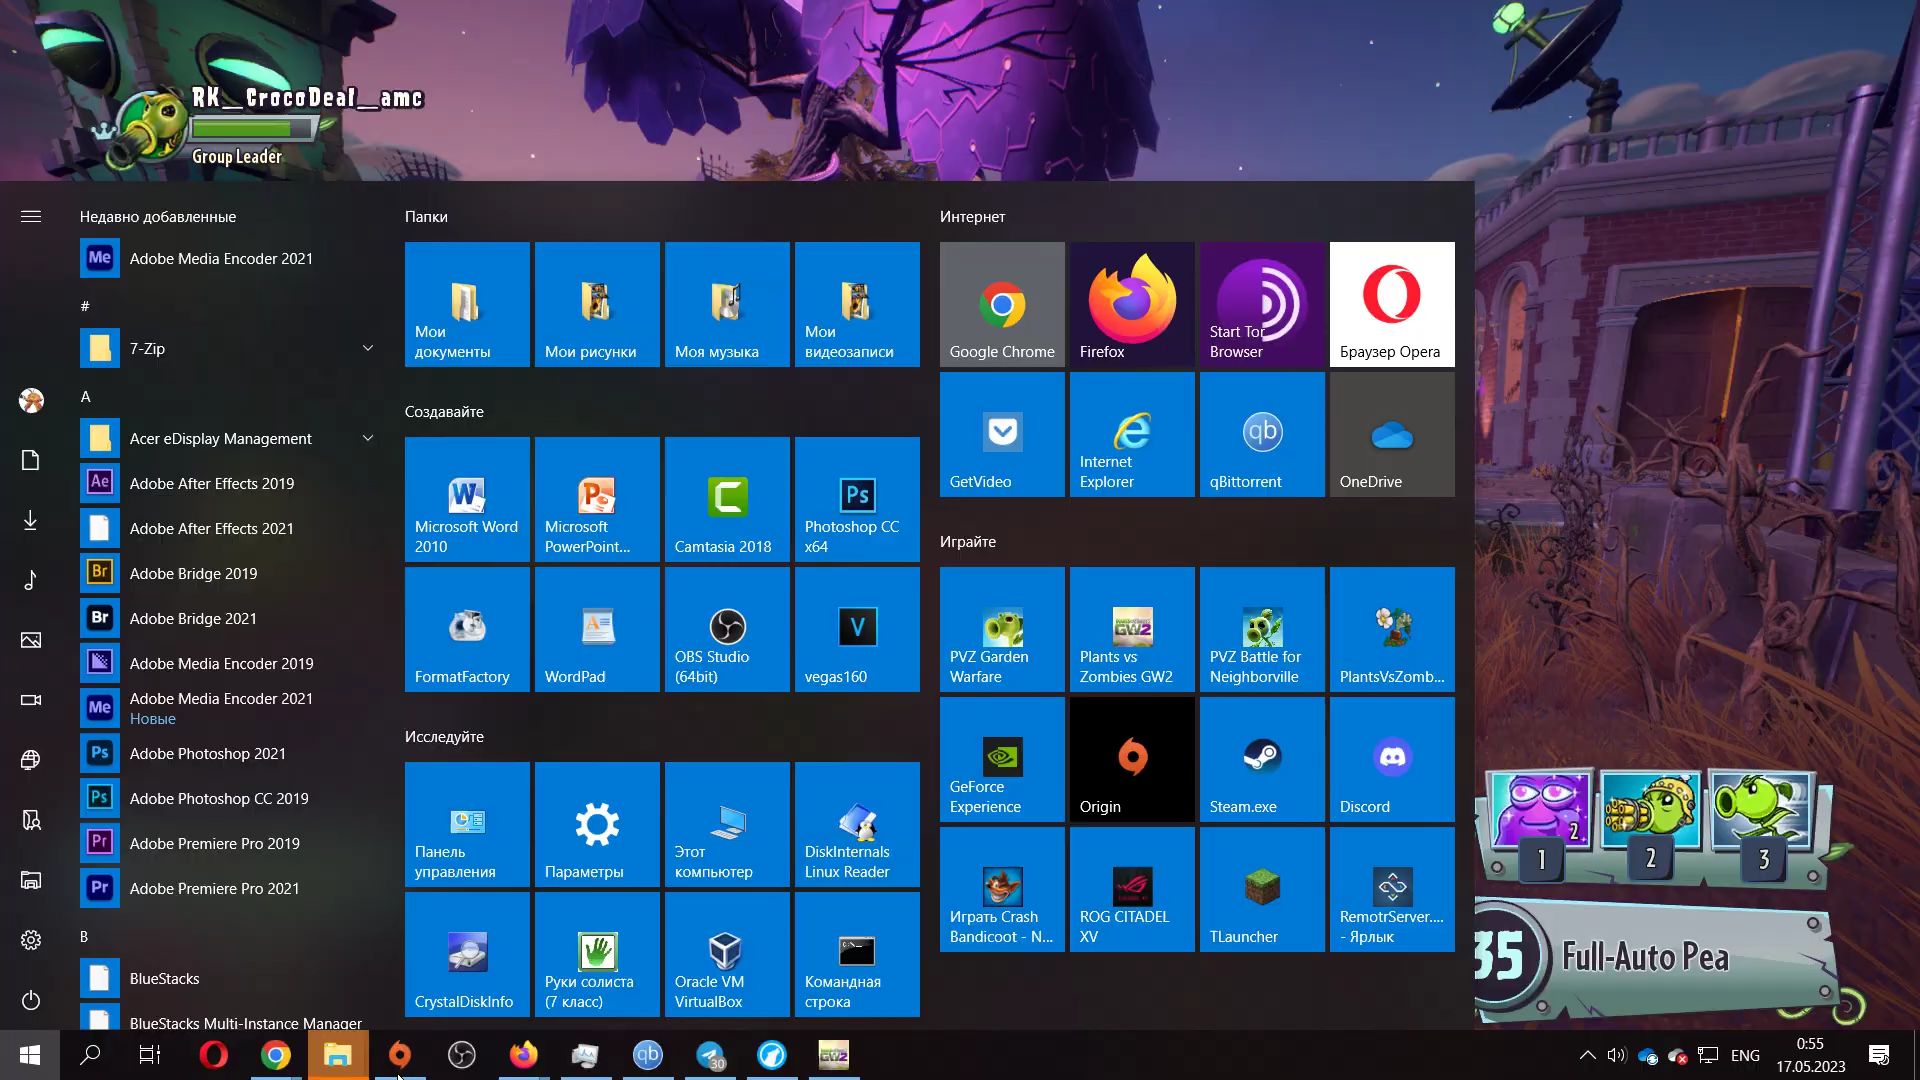 RK__CrocoDeal__amc
Group Leader
Недавно добавленные
Adobe Media Encoder 2021
#
7-Zip
A
Acer eDisplay Management
Adobe After Effects 2019
Adobe After Effects 2021
Adobe Bridge 2019
Adobe Bridge 2021
Adobe Media Encoder 2019
Adobe Media Encoder 2021
Новые
Adobe Photoshop 2021
Adobe Photoshop CC 2019
Adobe Premiere Pro 2019
Adobe Premiere Pro 2021
B
BlueStacks
BlueStacks Multi-Instance Manager
Папки
Мои
документы
Мои рисунки
Моя музыка
Мои
видеозаписи
Создавайте
Microsoft Word
2010
Microsoft
PowerPoint...
Camtasia 2018
Photoshop CC
x64
FormatFactory
WordPad
OBS Studio
(64bit)
vegas160
Исследуйте
Панель
управления
Параметры
Этот
компьютер
DiskInternals
Linux Reader
CrystalDiskInfo
Руки солиста
(7 класс)
Oracle VM
VirtualBox
Командная
строка
Интернет
Google Chrome
Firefox
Start Tor
Browser
Браузер Opera
GetVideo
Internet
Explorer
qBittorrent
OneDrive
Играйте
PVZ Garden
Warfare
Plants vs
Zombies GW2
PVZ Battle for
Neighborville
PlantsVsZomb...
GeForce
Experience
Origin
Steam.exe
Discord
Играть Crash
Bandicoot - N...
ROG CITADEL
XV
TLauncher
RemotrServer....
- Ярлык
2
1
2
3
35
Full-Auto Pea
30
ENG
0:55
17.05.2023